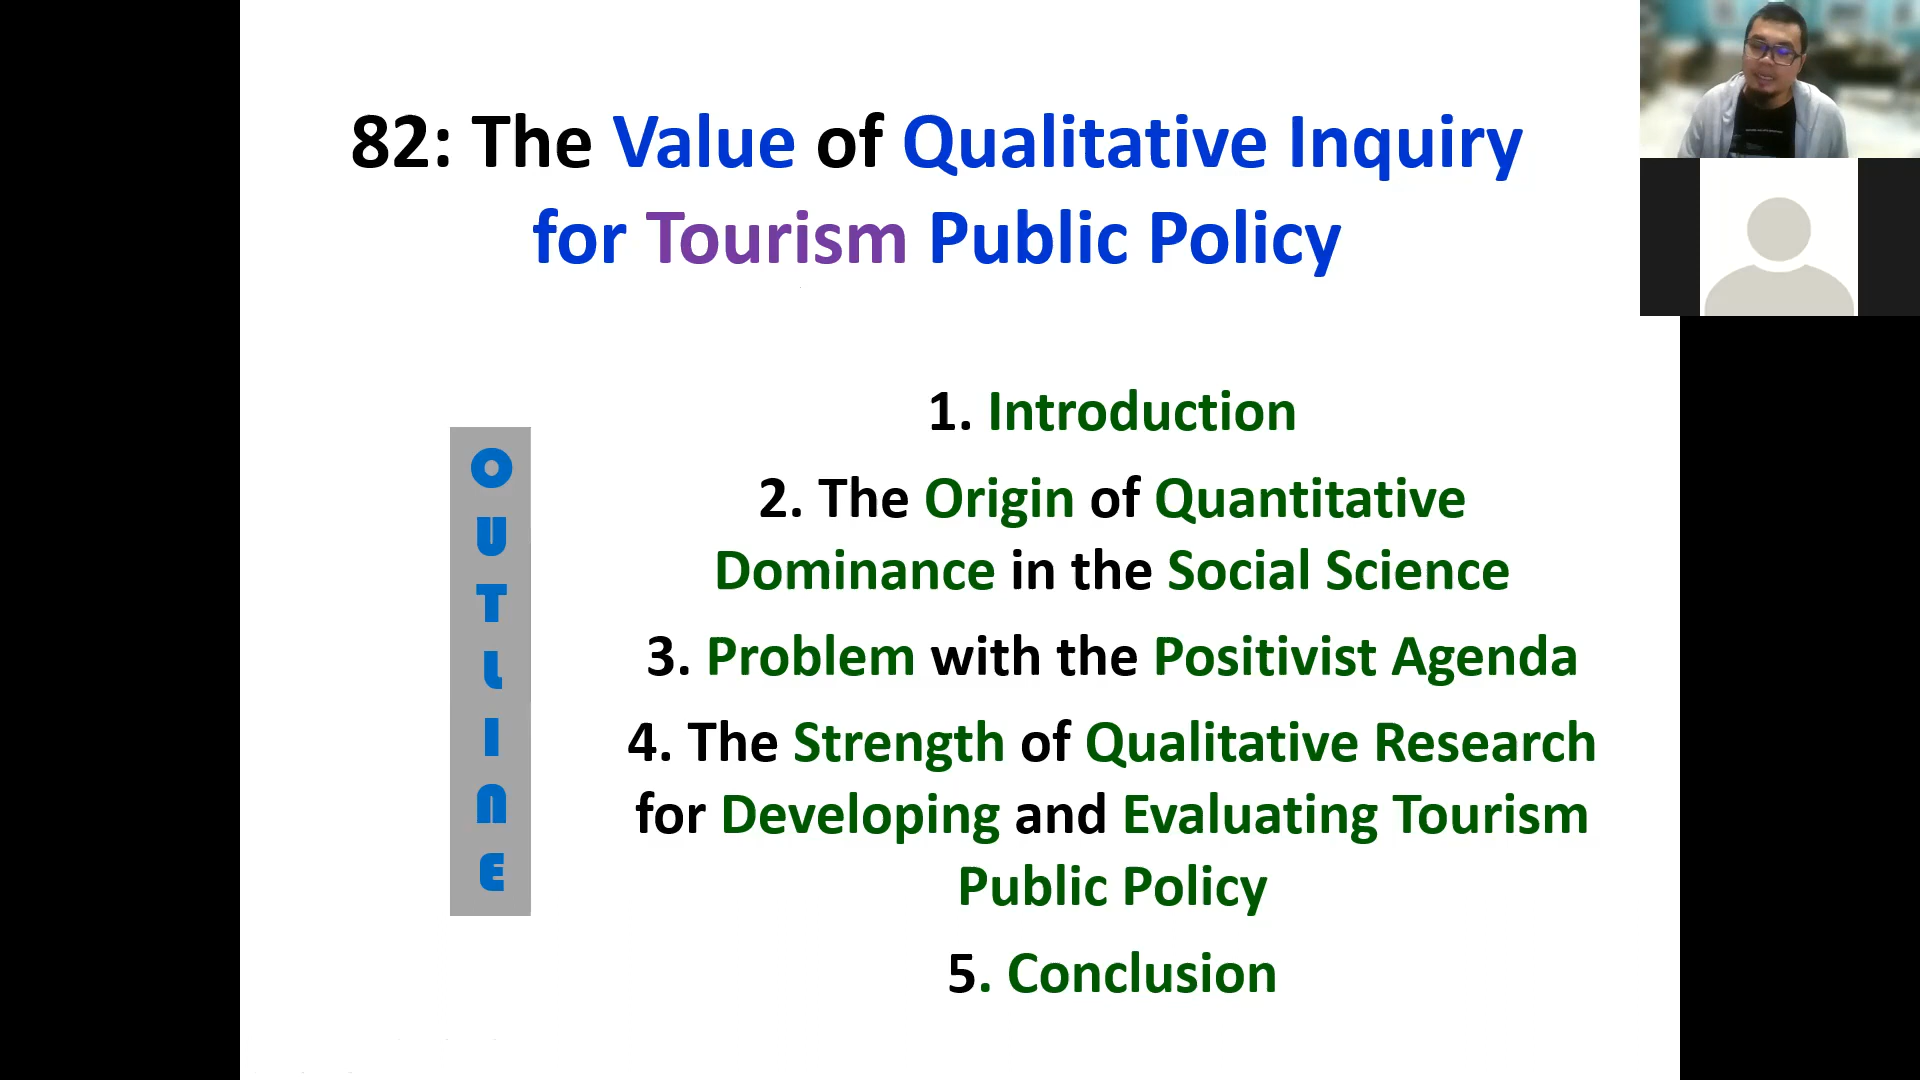 82: The Value of Qualitative Inquiry
for Tourism Public Policy
OUTLINE
1. Introduction
2. The Origin of Quantitative
Dominance in the Social Science
3. Problem with the Positivist Agenda
4. The Strength of Qualitative Research
for Developing and Evaluating Tourism
Public Policy
5. Conclusion